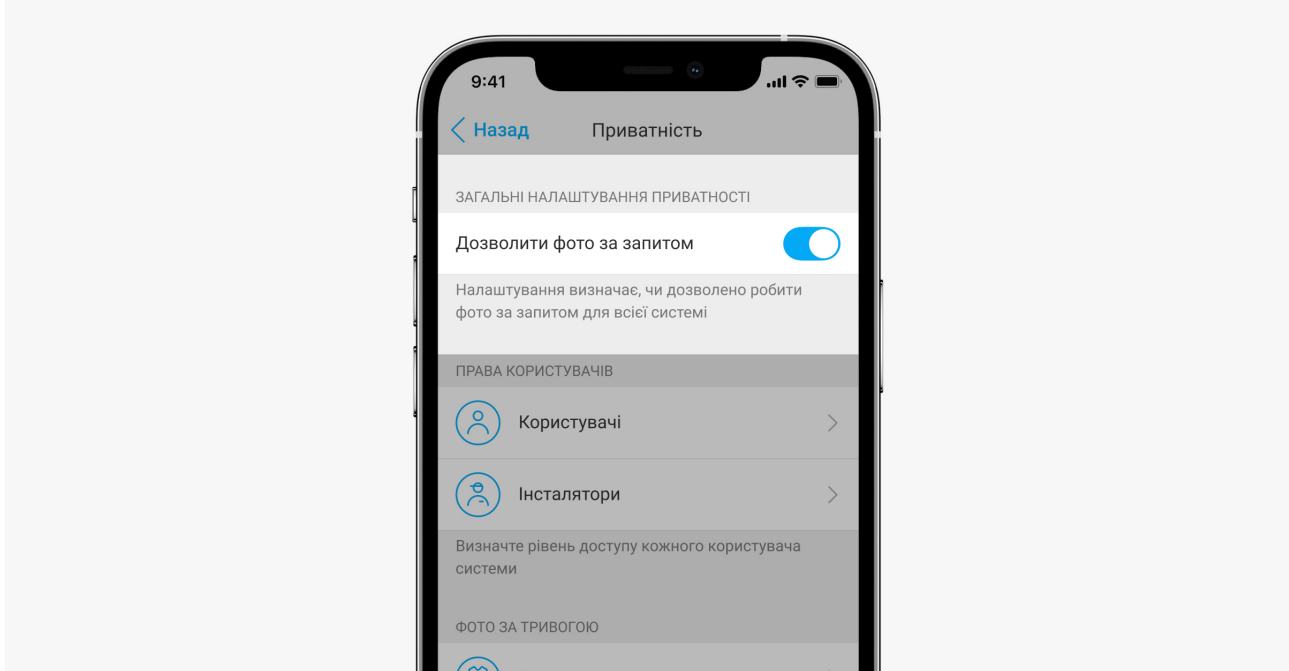 9:41
Назад
Приватність
ЗАГАЛЬНІ НАЛАШТУВАННЯ ПРИВАТНОСТІ
Дозволити фото за запитом
Налаштування визначає, чи дозволено робити
фото за запитом для всієї системі
ПРАВА КОРИСТУВАЧІВ
Користувачі
Інсталятори
Визначте рівень доступу кожного користувача
системи
ФОТО ЗА ТРИВОГОЮ